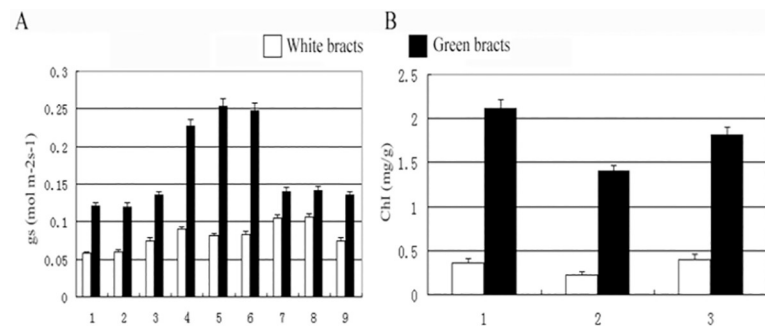 A
B
White bracts
Green bracts
gs (mol m-2s-1)
0.3
0.25
0.2
0.15
0.1
0.05
0
1 2 3 4 5 6 7 8 9
Chl (mg/g)
2.5
2
1.5
1
0.5
0
1 2 3